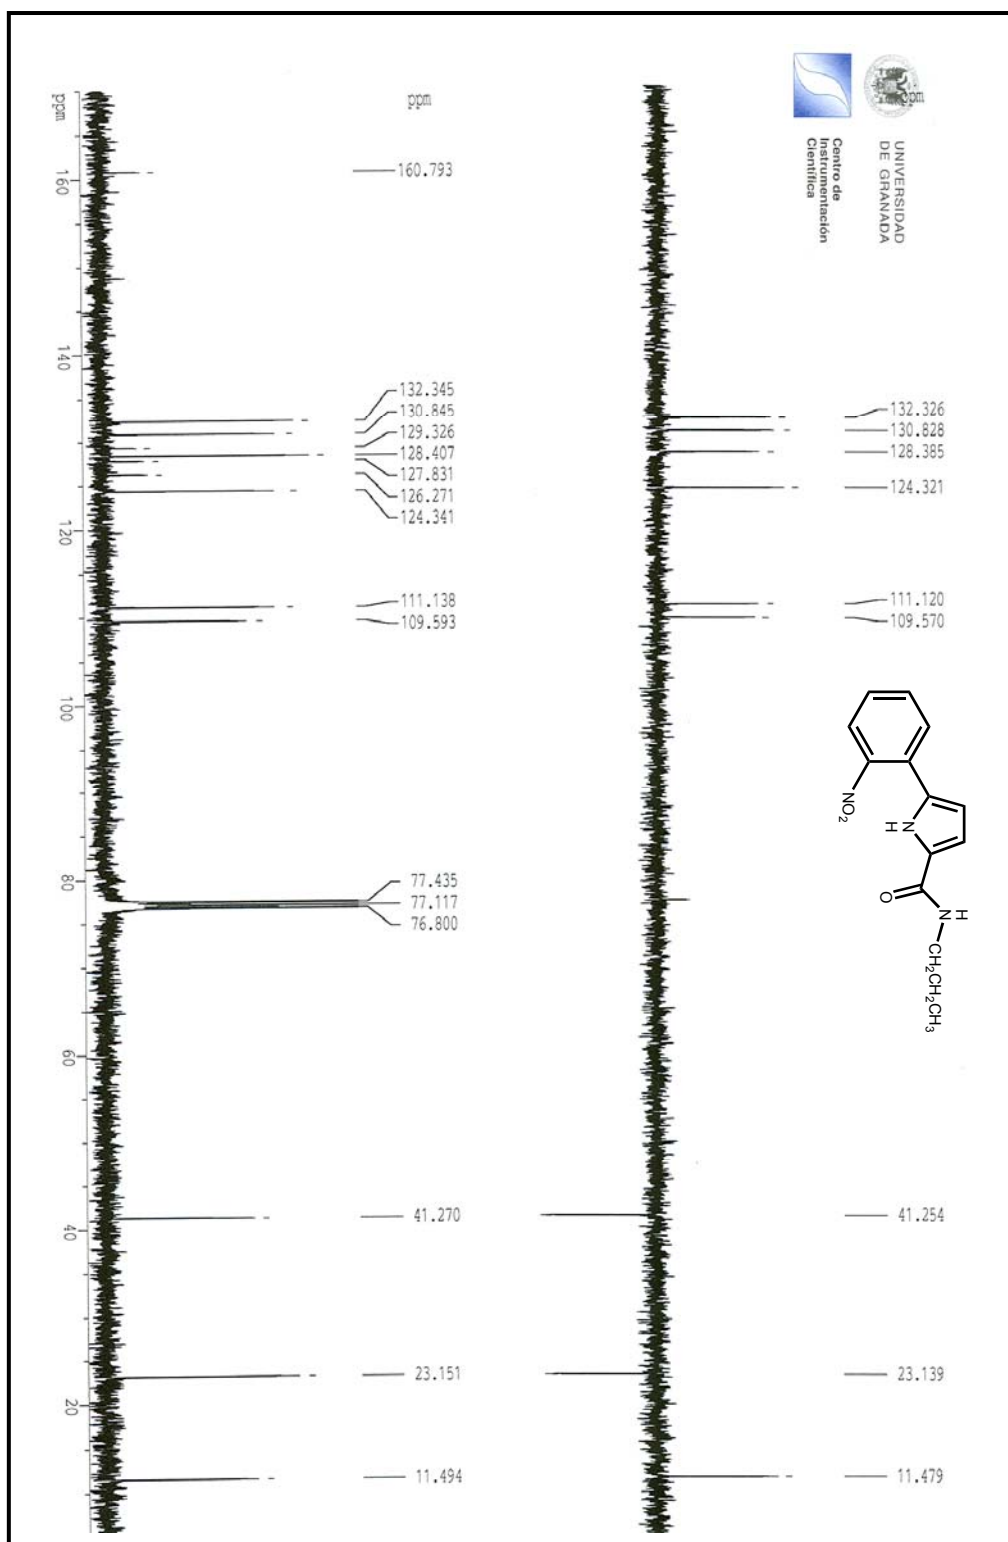 UNIVERSIDAD
DE GRANADA
Centro de
Instrumentación
Científica
ppm
132.326
130.828
128.385
124.321
111.120
109.570
41.254
23.139
11.479
NO2
H
N
O
H
N
CH2CH2CH3
ppm
160.793
132.345
130.845
129.326
128.407
127.831
126.271
124.341
111.138
109.593
77.435
77.117
76.800
41.270
23.151
11.494
ppm
160
140
120
100
80
60
40
20